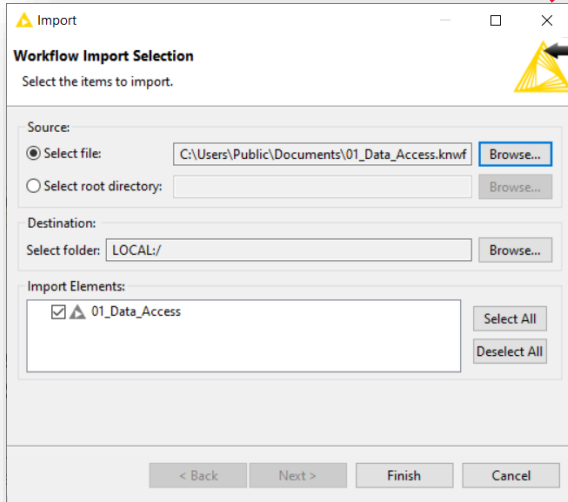 Import
Workflow Import Selection
Select the items to import.
Source:
Select file: C:\Users\Public\Documents\01_Data_Access.knwf Browse...
Select root directory: Browse...
Destination:
Select folder: LOCAL:/ Browse...
Import Elements:
01_Data_Access
Select All
Deselect All
< Back Next > Finish Cancel